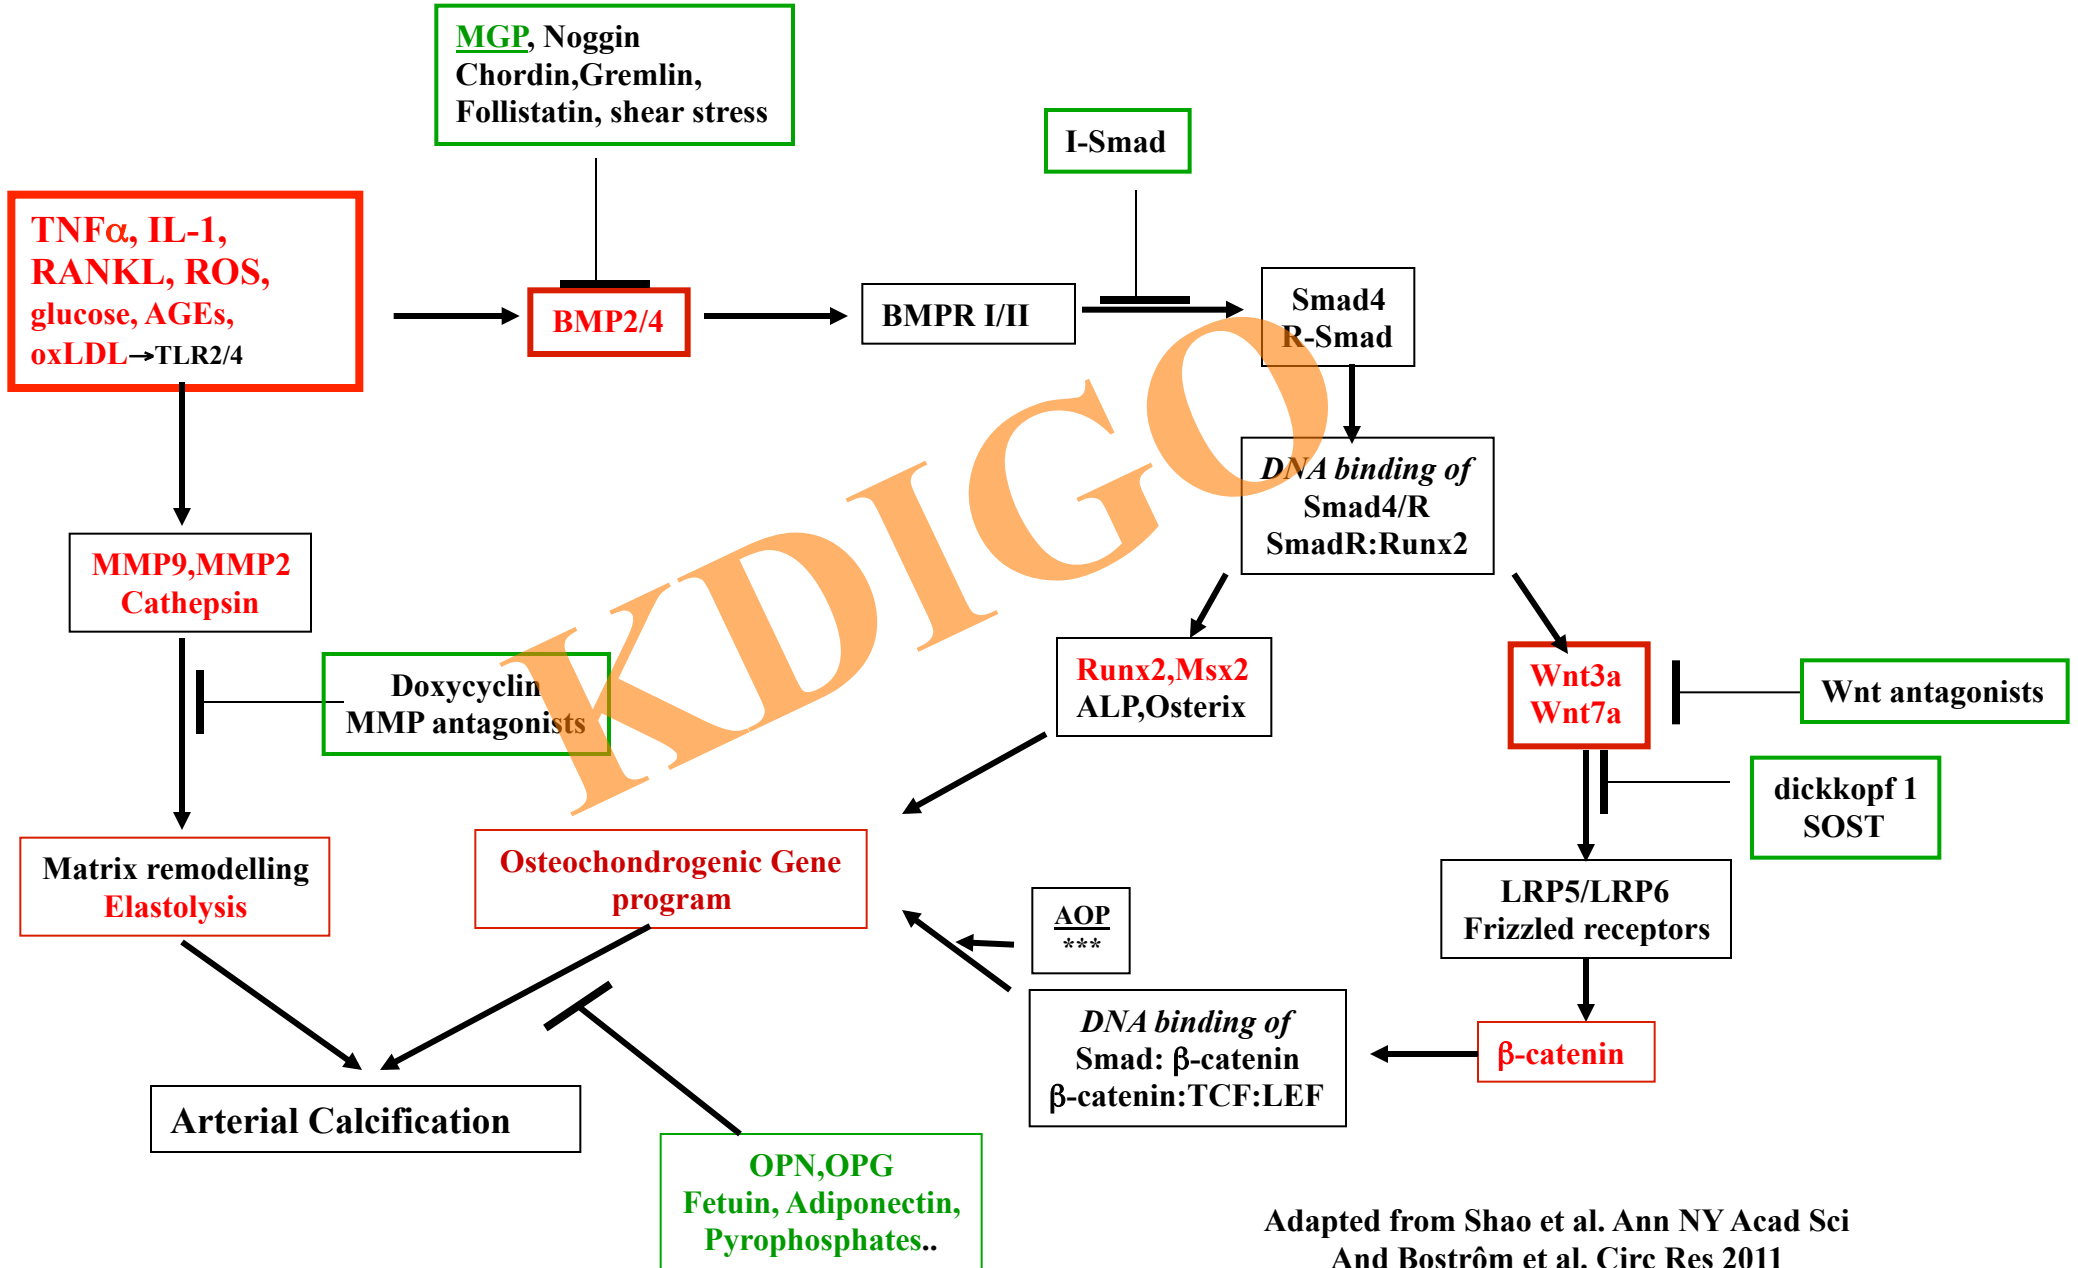 MGP, Noggin
Chordin,Gremlin,
Follistatin, shear stress
I-Smad
TNFα, IL-1,
RANKL, ROS,
glucose, AGEs,
oxLDL→TLR2/4
BMP2/4
BMPR I/II
Smad4
R-Smad
DNA binding of
Smad4/R
SmadR:Runx2
MMP9,MMP2
Cathepsin
Doxycyclin
MMP antagonists
Runx2,Msx2
ALP,Osterix
Wnt3a
Wnt7a
Wnt antagonists
dickkopf 1
SOST
Matrix remodelling
Elastolysis
Osteochondrogenic Gene
program
AOP
***
LRP5/LRP6
Frizzled receptors
DNA binding of
Smad: β-catenin
β-catenin:TCF:LEF
β-catenin
Arterial Calcification
OPN,OPG
Fetuin, Adiponectin,
Pyrophosphates..
Adapted from Shao et al. Ann NY Acad Sci
And Boströ̂m et al. Circ Res 2011
KDIGO